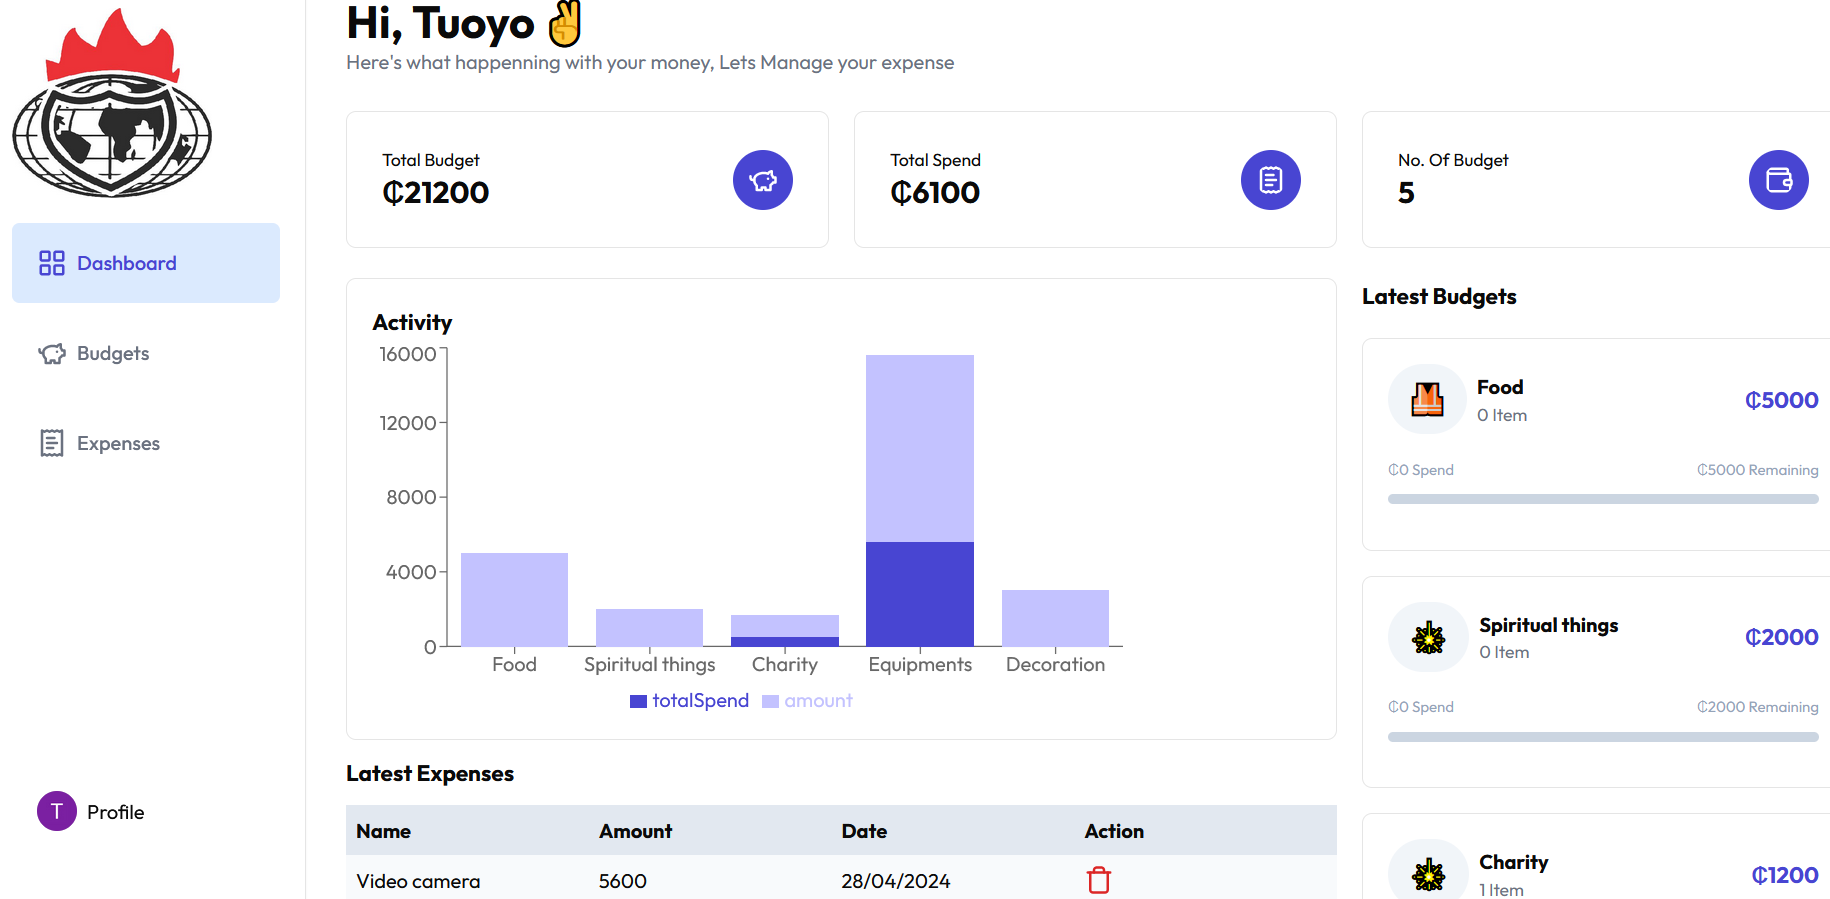 Hi, Tuoyo ✌️
Here's what happenning with your money, Lets Manage your expense
Dashboard
Budgets
Expenses
T Profile
Total Budget
₵21200
Total Spend
₵6100
No. Of Budget
5
Activity
16000
12000
8000
4000
0
Food Spiritual things Charity Equipments Decoration
totalSpend amount
Latest Expenses
Name Amount Date Action
Video camera 5600 28/04/2024
Latest Budgets
Food
0 Item
₵5000
₵0 Spend ₵5000 Remaining
Spiritual things
0 Item
₵2000
₵0 Spend ₵2000 Remaining
Charity
1 Item
₵1200